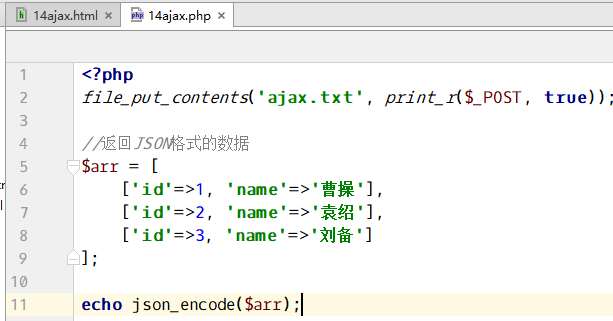 14ajax.html × 14ajax.php ×
1 <?php
2 file_put_contents('ajax.txt', print_r($_POST, true));
3
4 //返回JSON格式的数据
5 $arr = [
6 ['id'=>1, 'name'=>'曹操'],
7 ['id'=>2, 'name'=>'袁绍'],
8 ['id'=>3, 'name'=>'刘备']
9 ];
10
11 echo json_encode($arr);